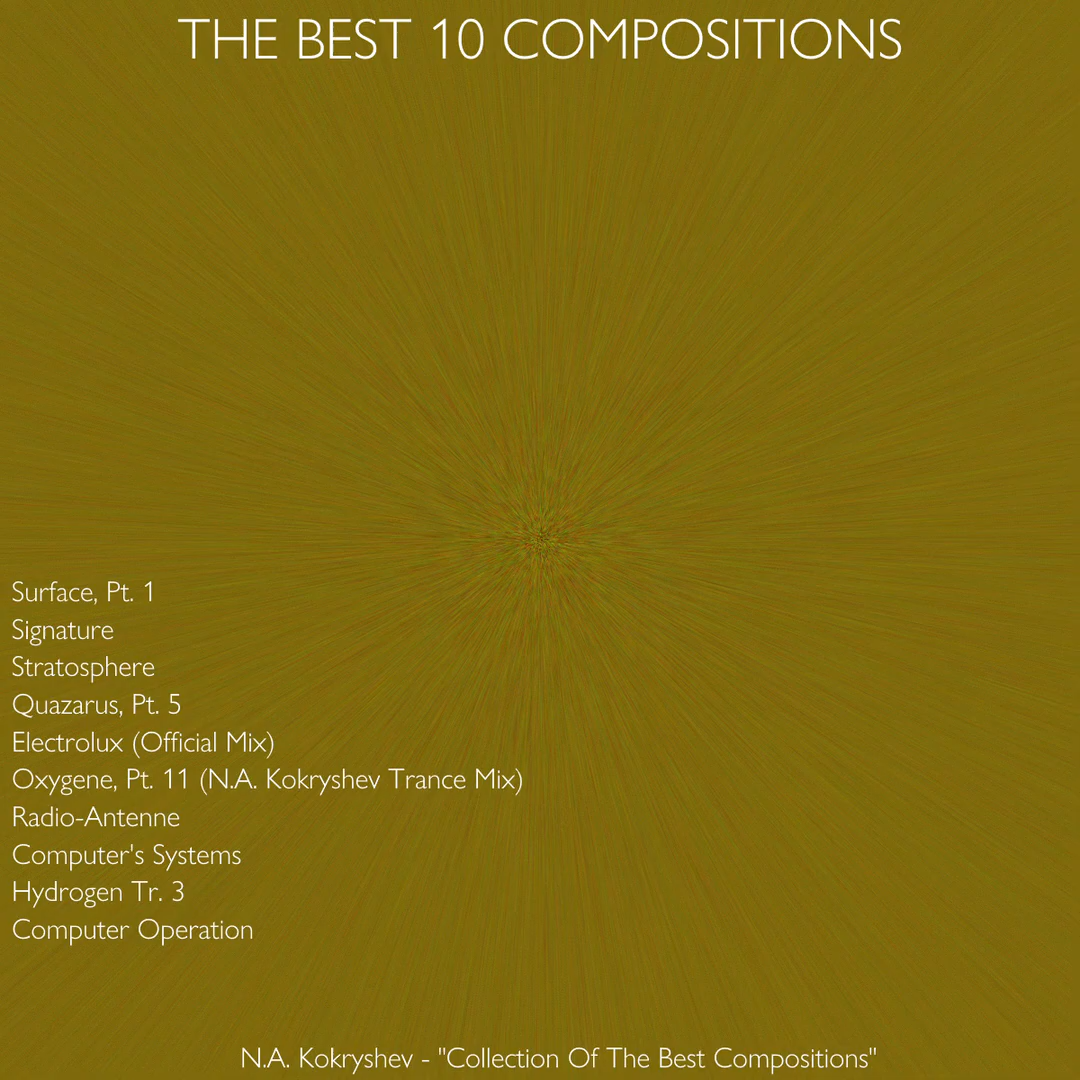 THE BEST 10 COMPOSITIONS
Surface, Pt. 1
Signature
Stratosphere
Quazarus, Pt. 5
Electrolux (Official Mix)
Oxygene, Pt. 11 (N.A. Kokryshev Trance Mix)
Radio-Antenne
Computer's Systems
Hydrogen Tr. 3
Computer Operation
N.A. Kokryshev - "Collection Of The Best Compositions"